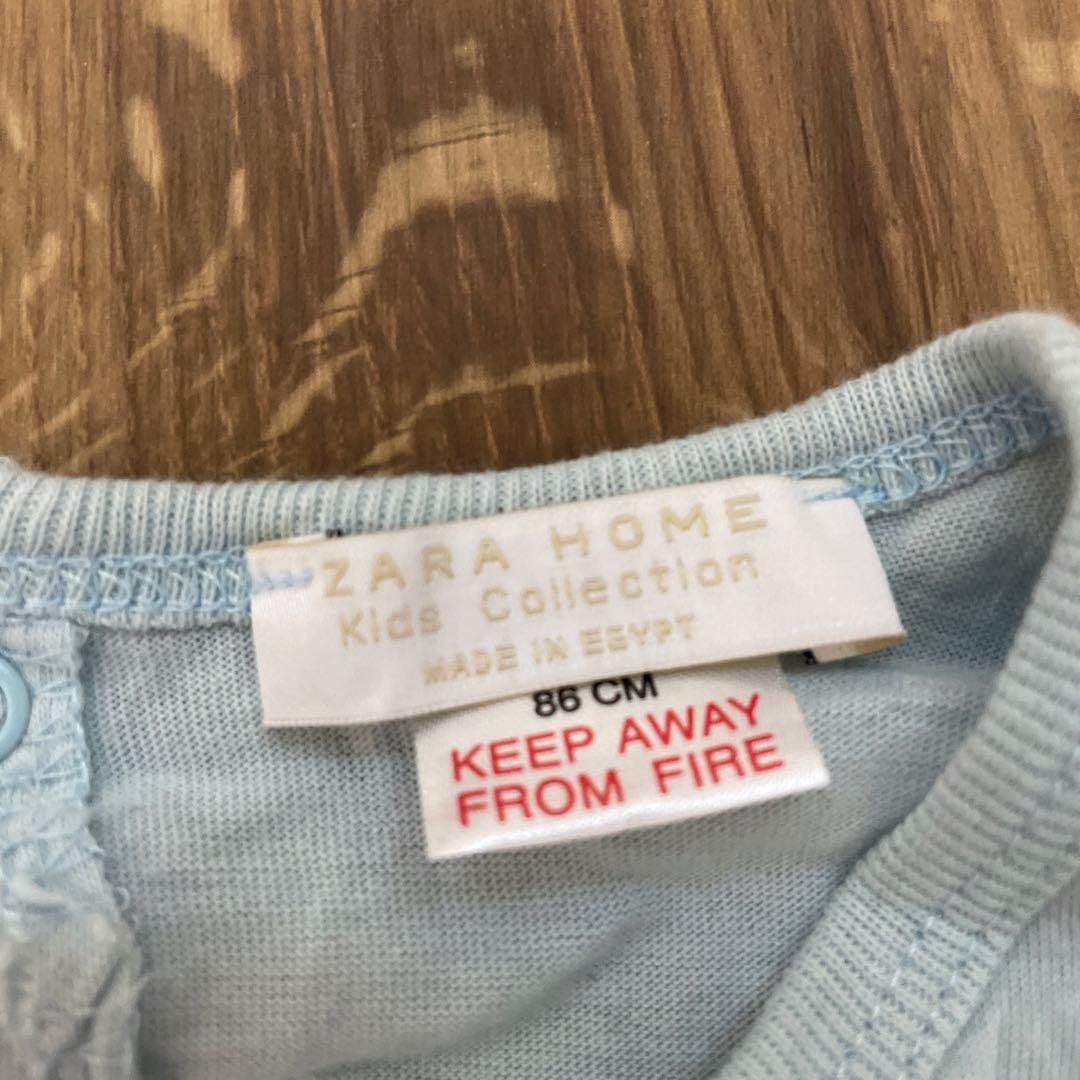 ZARA HOME
Kids Collection
MADE IN EGYPT
86 CM
KEEP AWAY
FROM FIRE